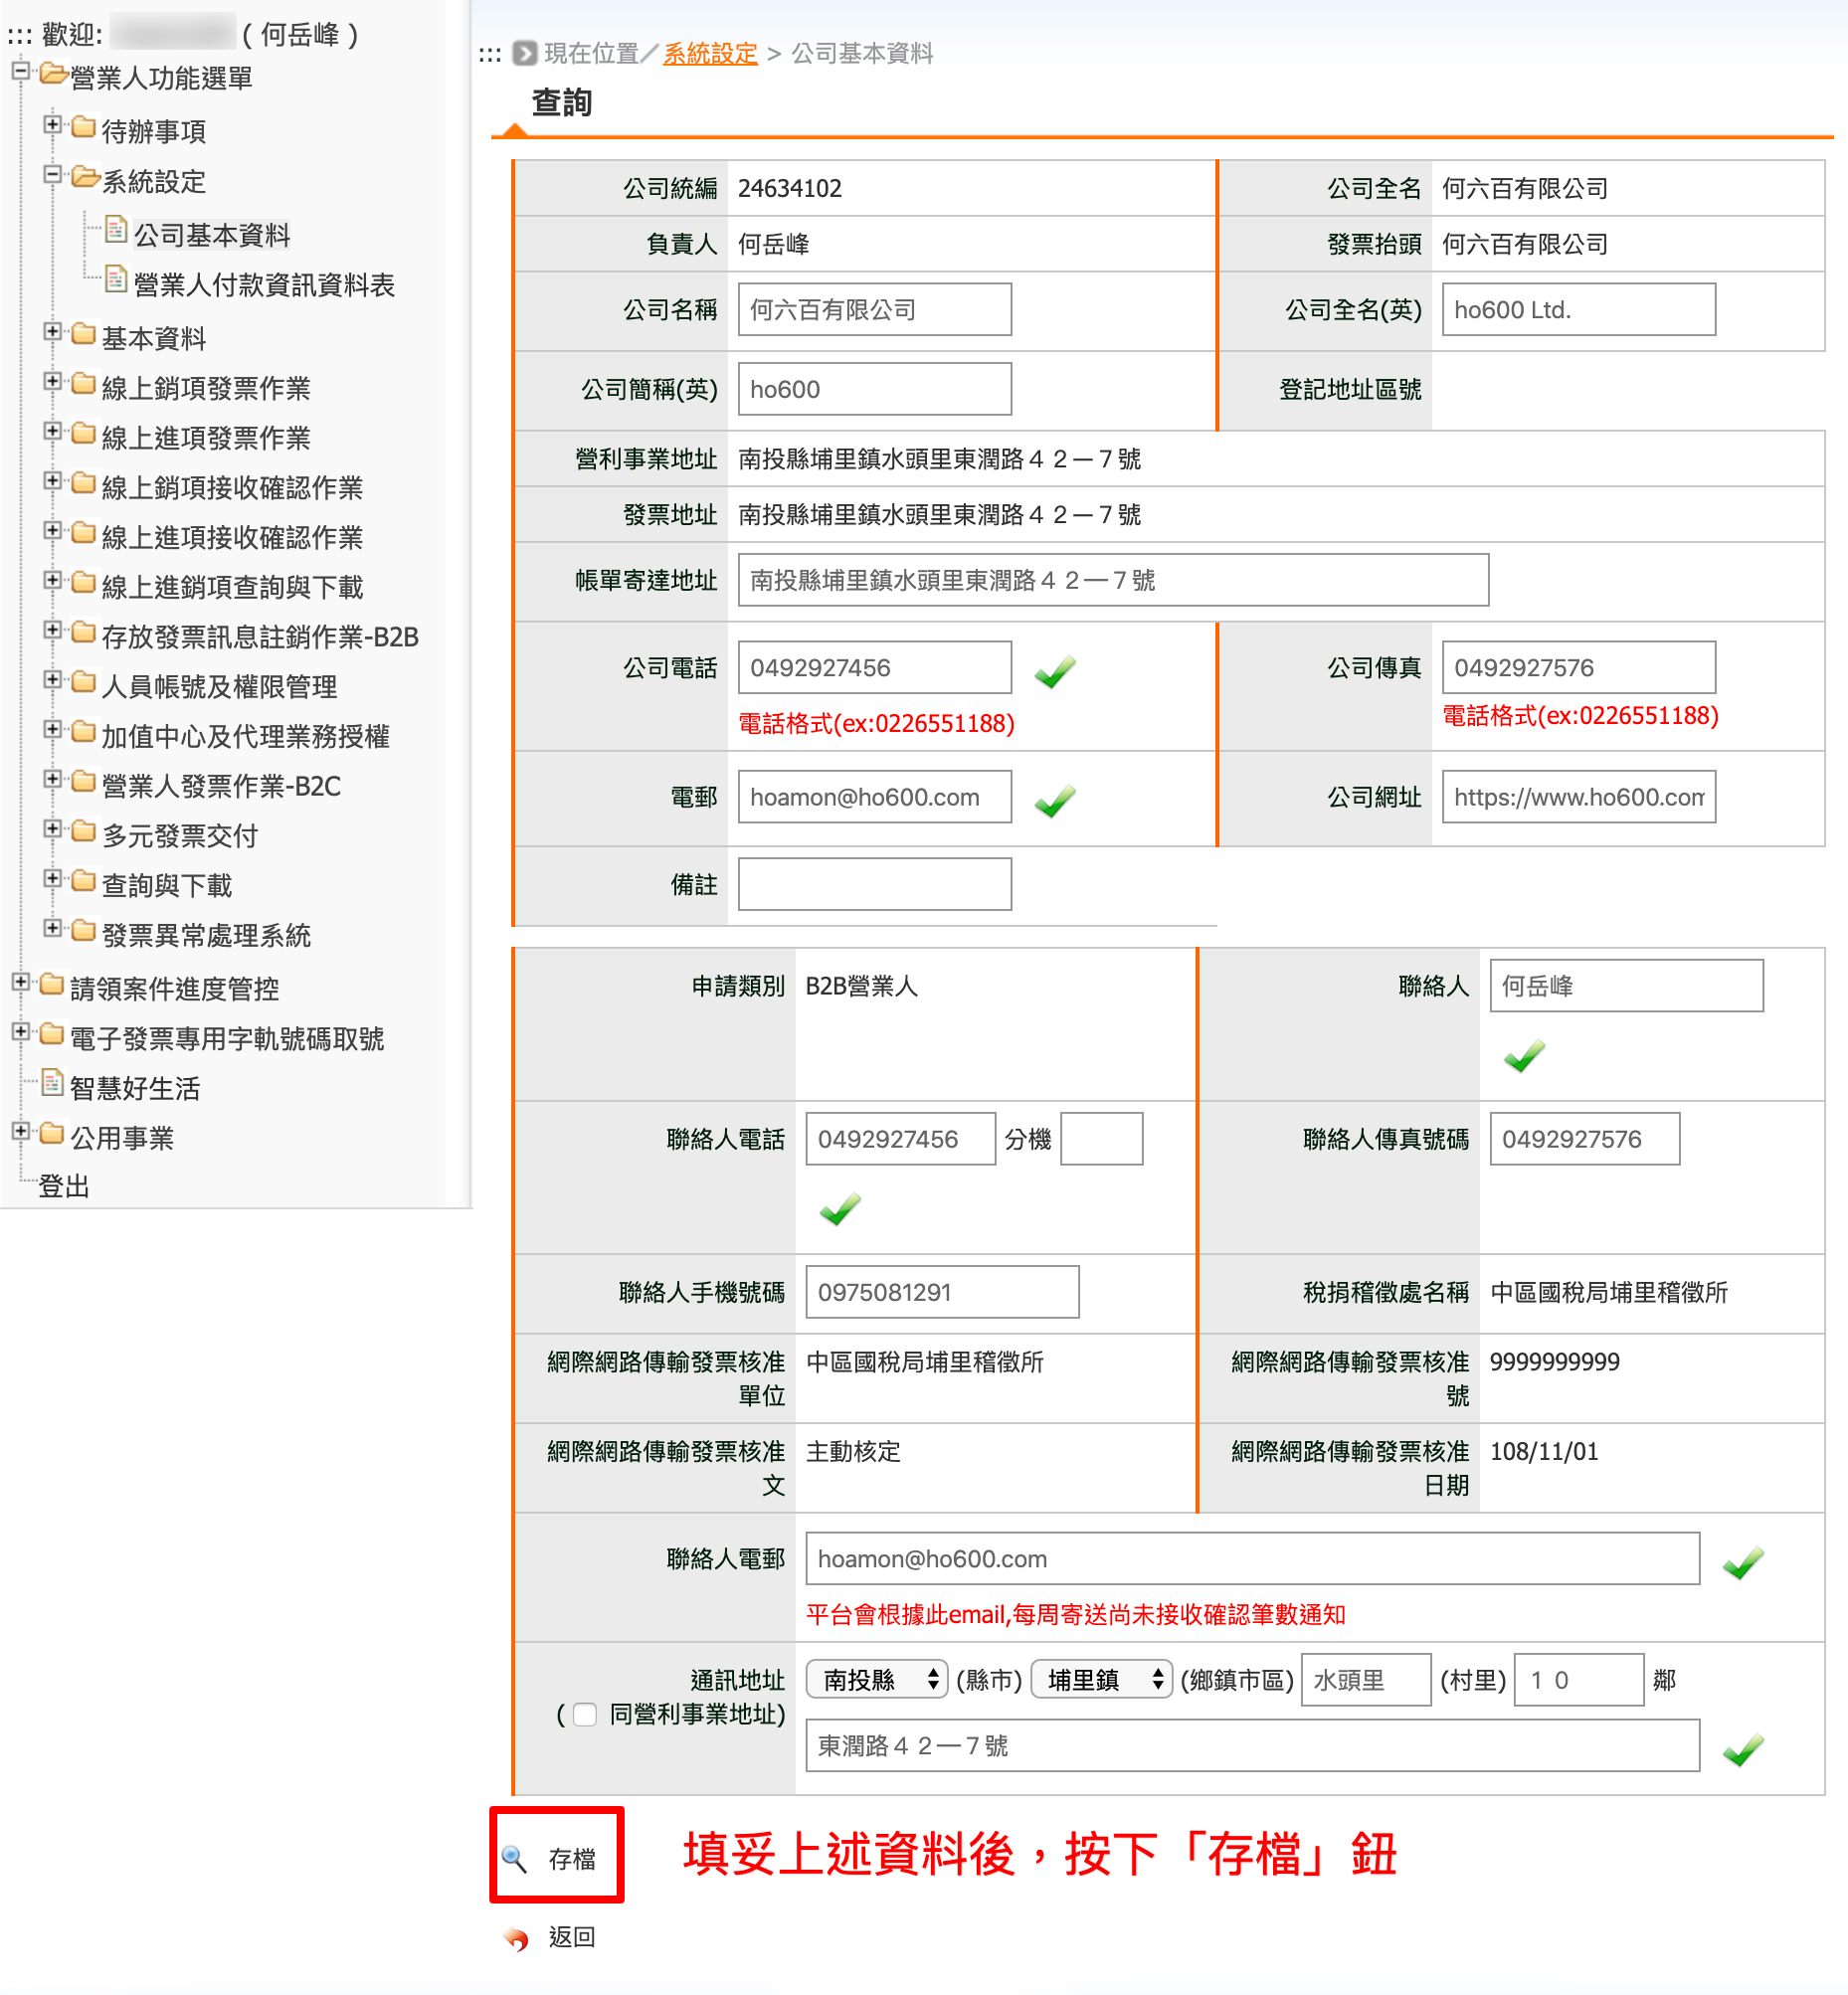 ::: 歡迎: ( 何岳峰 )
營業人功能選單
待辦事項
系統設定
公司基本資料
營業人付款資訊資料表
基本資料
線上銷項發票作業
線上進項發票作業
線上銷項接收確認作業
線上進項接收確認作業
線上進銷項查詢與下載
存放發票訊息註銷作業-B2B
人員帳號及權限管理
加值中心及代理業務授權
營業人發票作業-B2C
多元發票交付
查詢與下載
發票異常處理系統
請領案件進度管控
電子發票專用字軌號碼取號
智慧好生活
公用事業
登出
::: 現在位置／系統設定 > 公司基本資料
查詢
公司統編 24634102 公司全名 何六百有限公司
負責人 何岳峰 發票抬頭 何六百有限公司
公司名稱 何六百有限公司 公司全名(英) ho600 Ltd.
公司簡稱(英) ho600 登記地址區號
營利事業地址 南投縣埔里鎮水頭里東潤路４２－７號
發票地址 南投縣埔里鎮水頭里東潤路４２－７號
帳單寄達地址 南投縣埔里鎮水頭里東潤路４２－７號
公司電話 0492927456 公司傳真 0492927576
電話格式(ex:0226551188) 電話格式(ex:0226551188)
電郵 hoamon@ho600.com 公司網址 https://www.ho600.com
備註
申請類別 B2B營業人 聯絡人 何岳峰
聯絡人電話 0492927456 分機 聯絡人傳真號碼 0492927576
聯絡人手機號碼 0975081291 稅捐稽徵處名稱 中區國稅局埔里稽徵所
網際網路傳輸發票核准 中區國稅局埔里稽徵所 網際網路傳輸發票核准 9999999999
單位 號
網際網路傳輸發票核准 主動核定 網際網路傳輸發票核准 108/11/01
文 日期
聯絡人電郵 hoamon@ho600.com
平台會根據此email,每周寄送尚未接收確認筆數通知
通訊地址 南投縣 (縣市) 埔里鎮 (鄉鎮市區) 水頭里 (村里) １０ 鄰
( 同營利事業地址)
東潤路４２－７號
存檔 填妥上述資料後，按下「存檔」鈕
返回